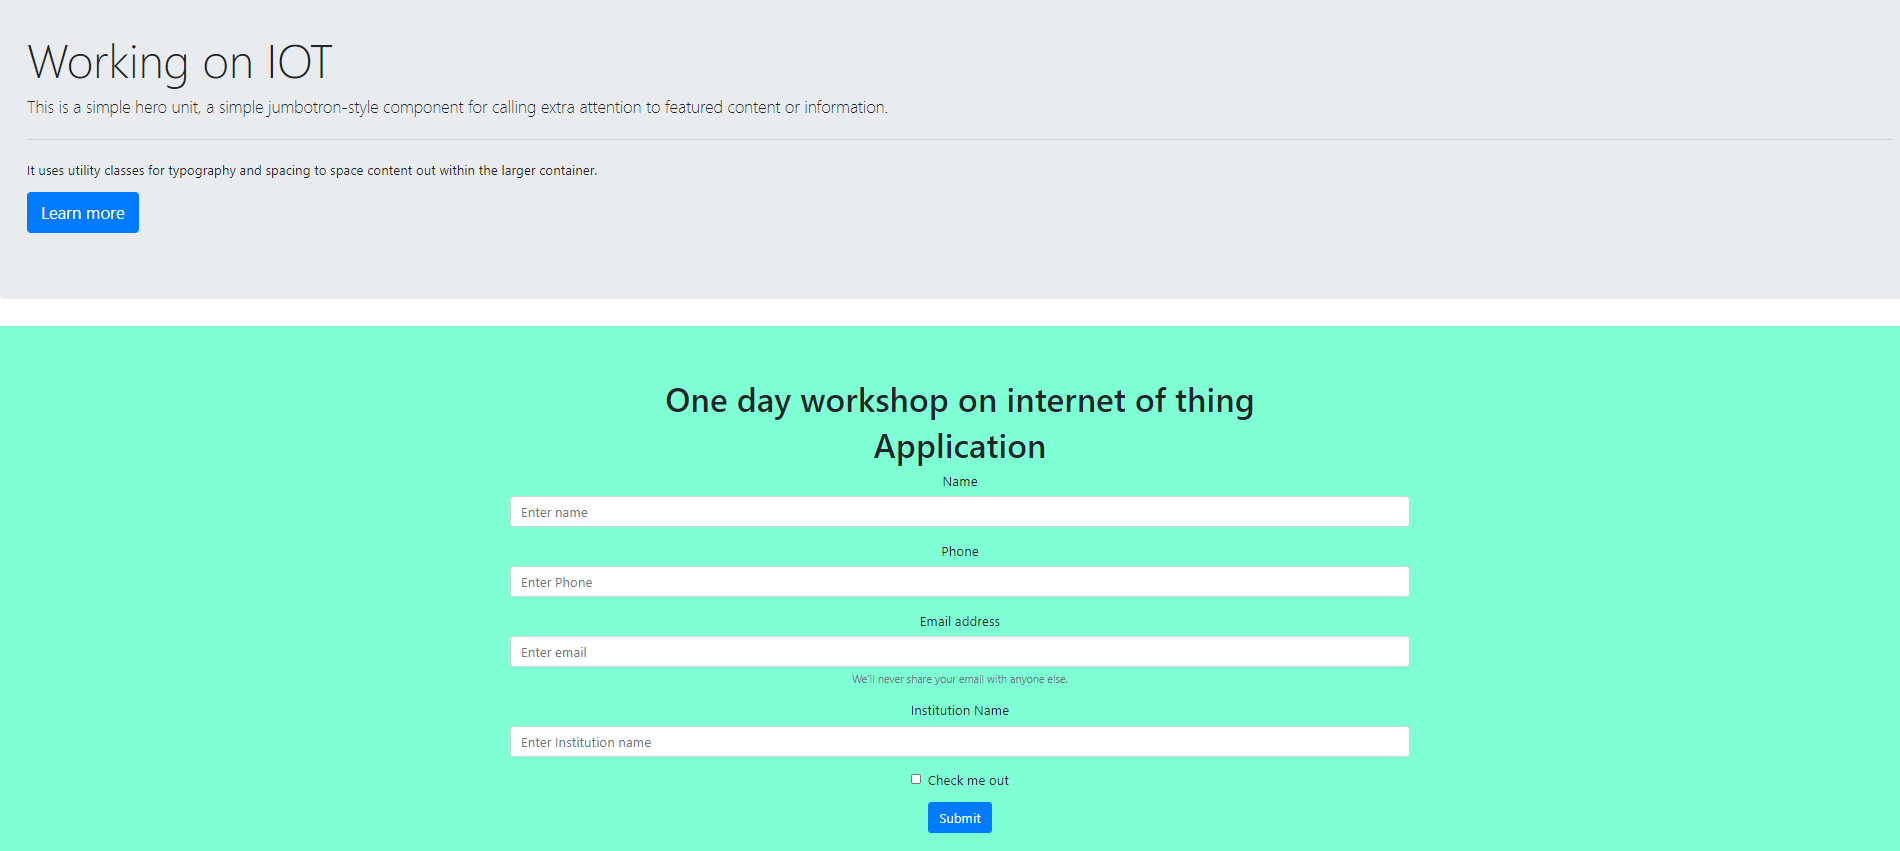 Working on IOT
This is a simple hero unit, a simple jumbotron-style component for calling extra attention to featured content or information.
It uses utility classes for typography and spacing to space content out within the larger container.
Learn more
One day workshop on internet of thing
Application
Name
Enter name
Phone
Enter Phone
Email address
Enter email
We'll never share your email with anyone else.
Institution Name
Enter Institution name
Check me out
Submit